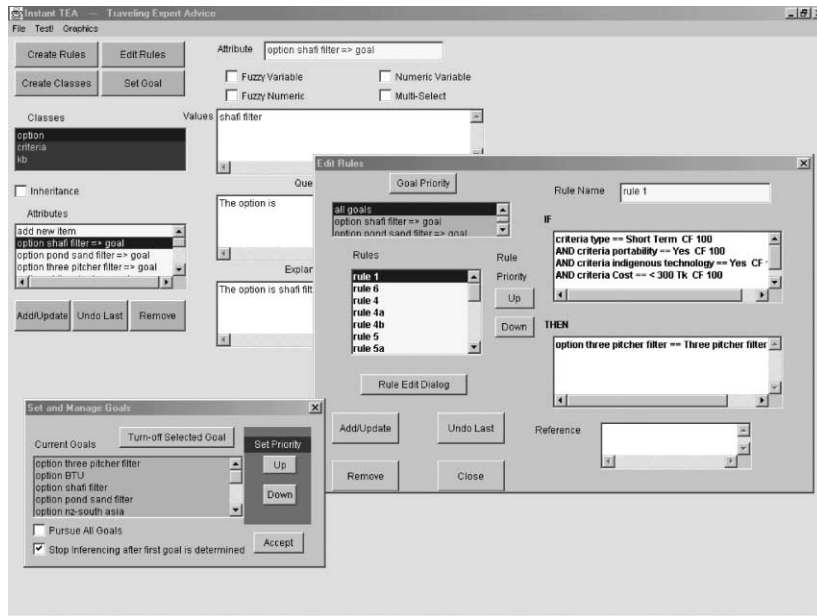 Instant TEA — Traveling Expert Advice
File Test! Graphics
Create Rules Edit Rules
Create Classes Set Goal
Attribute option shafi filter => goal
Fuzzy Variable Numeric Variable
Fuzzy Numeric Multi-Select
Classes
option
criteria
kb
Values shafi filter
Inheritance
Attributes
add new item
option shafi filter => goal
option pond sand filter => goal
option three pitcher filter => goal
Add/Update Undo Last Remove
Que
The option is
Explar
The option is shafi filt
Edit Rules
Goal Priority
all goals
option shafi filter => goal
option pond sand filter => goal
Rules
rule 1
rule 6
rule 4
rule 4a
rule 4b
rule 5
rule 5a
Rule
Priority
Up
Down
Rule Edit Dialog
Rule Name rule 1
IF
criteria type == Short Term CF 100
AND criteria portability == Yes CF 100
AND criteria indigenous technology == Yes CF
AND criteria Cost == < 300 Tk CF 100
THEN
option three pitcher filter == Three pitcher filter
Add/Update Undo Last
Remove Close
Reference
Set and Manage Goals
Current Goals Turn-off Selected Goal
option three pitcher filter
option BTU
option shafi filter
option pond sand filter
option nz-south asia
Set Priority
Up
Down
Pursue All Goals
Stop Inferencing after first goal is determined
Accept